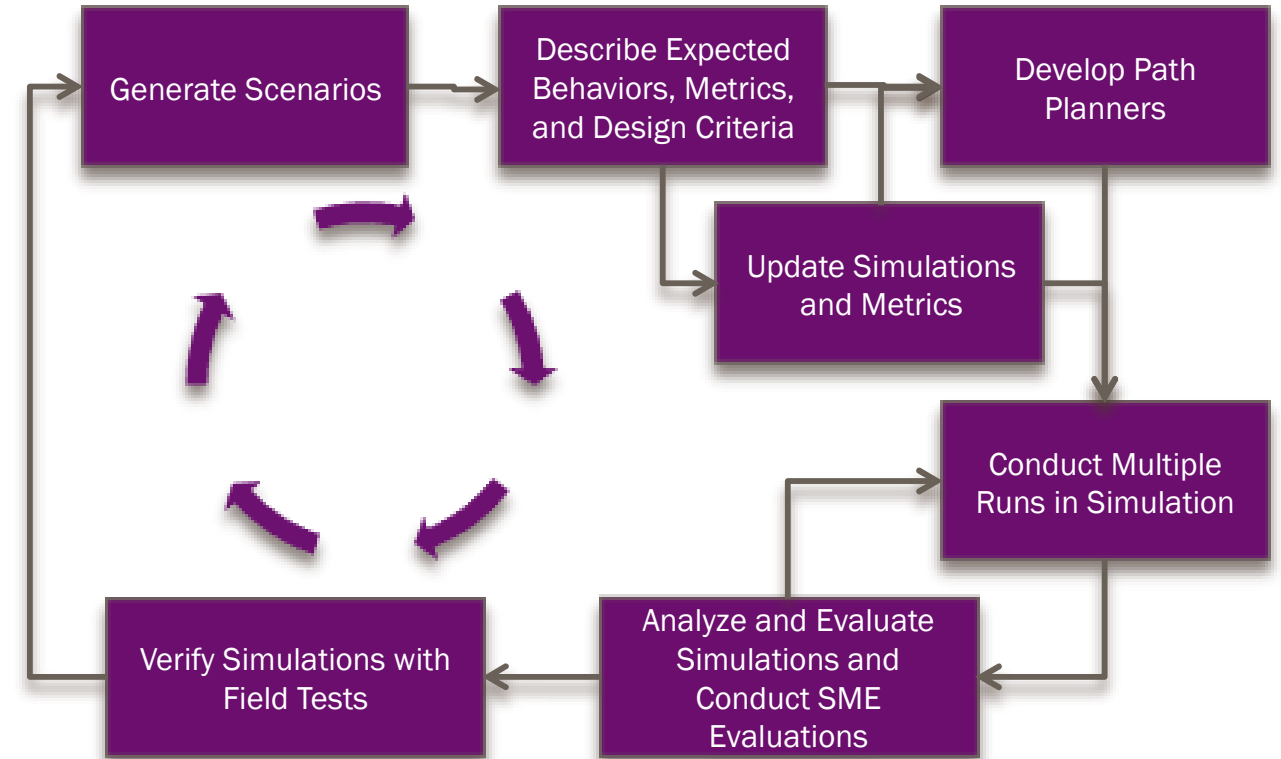 Generate Scenarios
Describe Expected
Behaviors, Metrics,
and Design Criteria
Develop Path
Planners
Update Simulations
and Metrics
Conduct Multiple
Runs in Simulation
Analyze and Evaluate
Simulations and
Conduct SME
Evaluations
Verify Simulations with
Field Tests